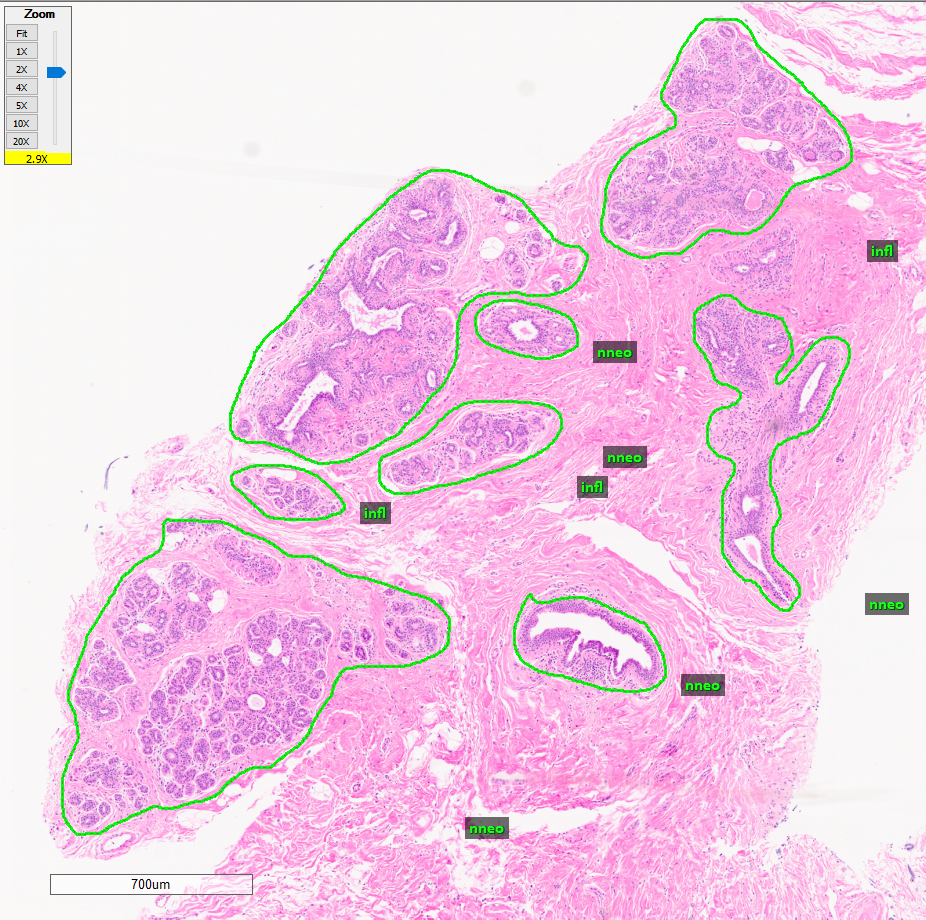 Zoom
Fit
1X
2X
4X
5X
10X
20X
2.9X
infl
nneo
nneo
infl
infl
nneo
nneo
nneo
700um